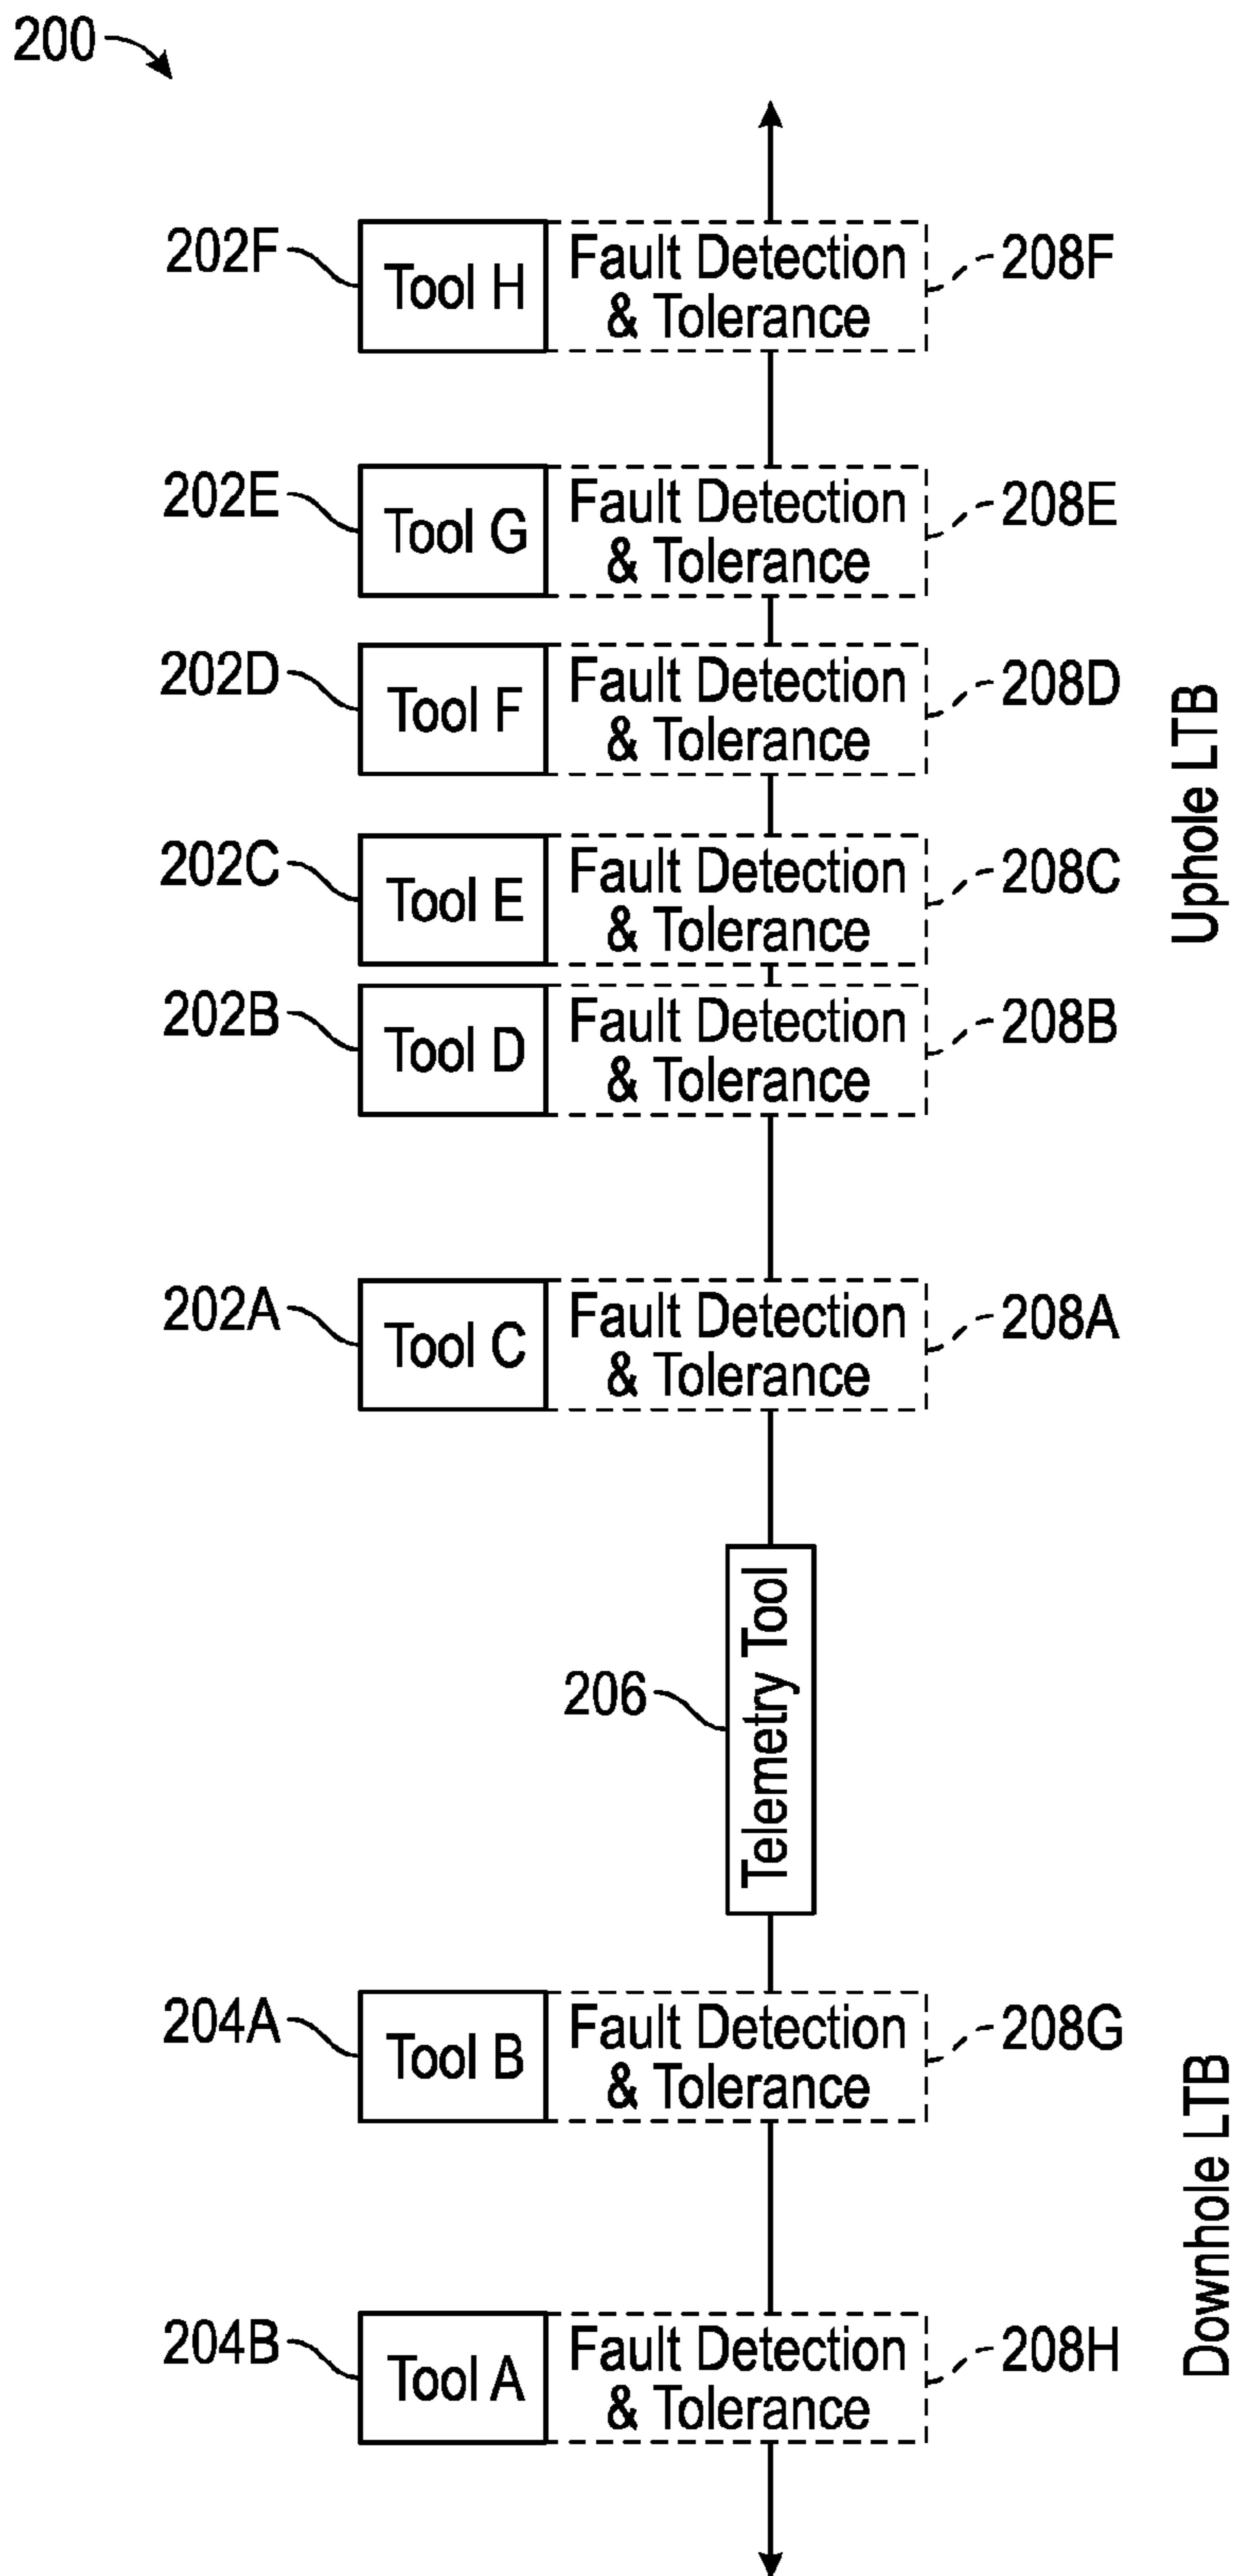 200
202F
Tool H
Fault Detection
& Tolerance
208F
202E
Tool G
Fault Detection
& Tolerance
208E
202D
Tool F
Fault Detection
& Tolerance
208D
202C
Tool E
Fault Detection
& Tolerance
208C
202B
Tool D
Fault Detection
& Tolerance
208B
Uphole LTB
202A
Tool C
Fault Detection
& Tolerance
208A
206
Telemetry Tool
204A
Tool B
Fault Detection
& Tolerance
208G
204B
Tool A
Fault Detection
& Tolerance
208H
Downhole LTB